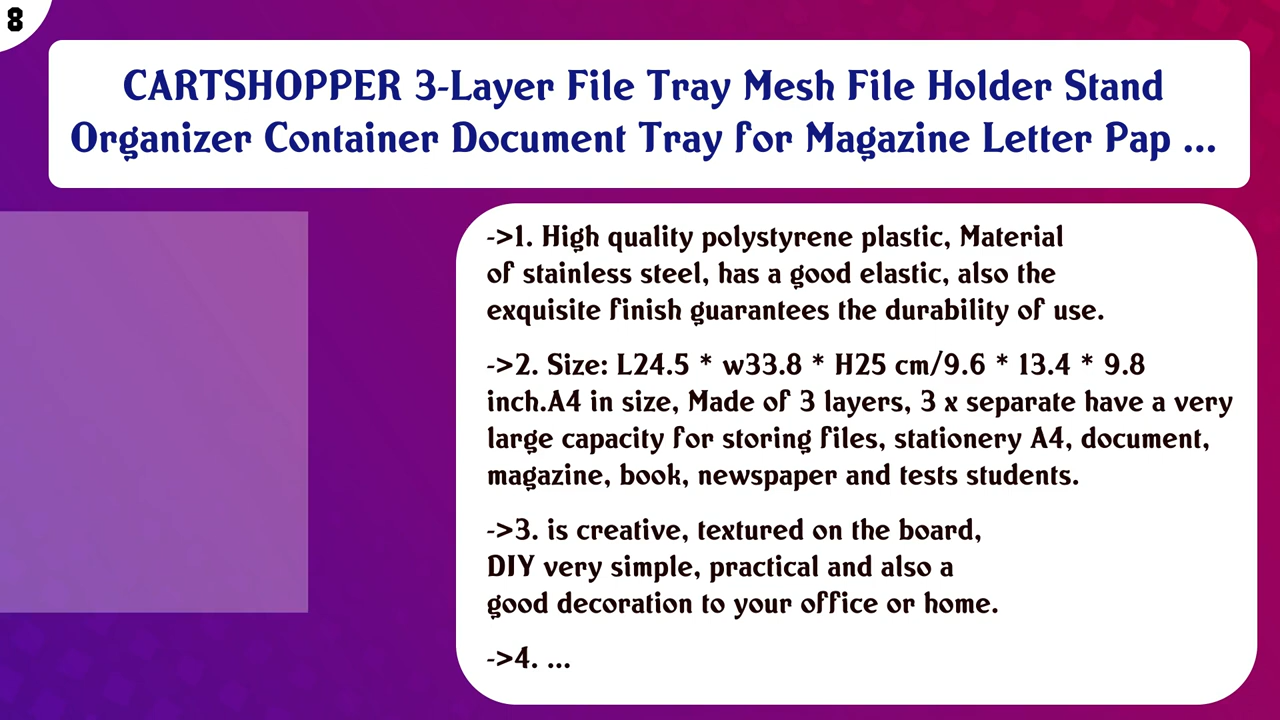 8
CARTSHOPPER 3-Layer File Tray Mesh File Holder Stand
Organizer Container Document Tray for Magazine Letter Pap ...
->1. High quality polystyrene plastic, Material
of stainless steel, has a good elastic, also the
exquisite finish guarantees the durability of use.
->2. Size: L24.5 * w33.8 * H25 cm/9.6 * 13.4 * 9.8
inch.A4 in size, Made of 3 layers, 3 x separate have a very
large capacity for storing files, stationery A4, document,
magazine, book, newspaper and tests students.
->3. is creative, textured on the board,
DIY very simple, practical and also a
good decoration to your office or home.
->4. ...